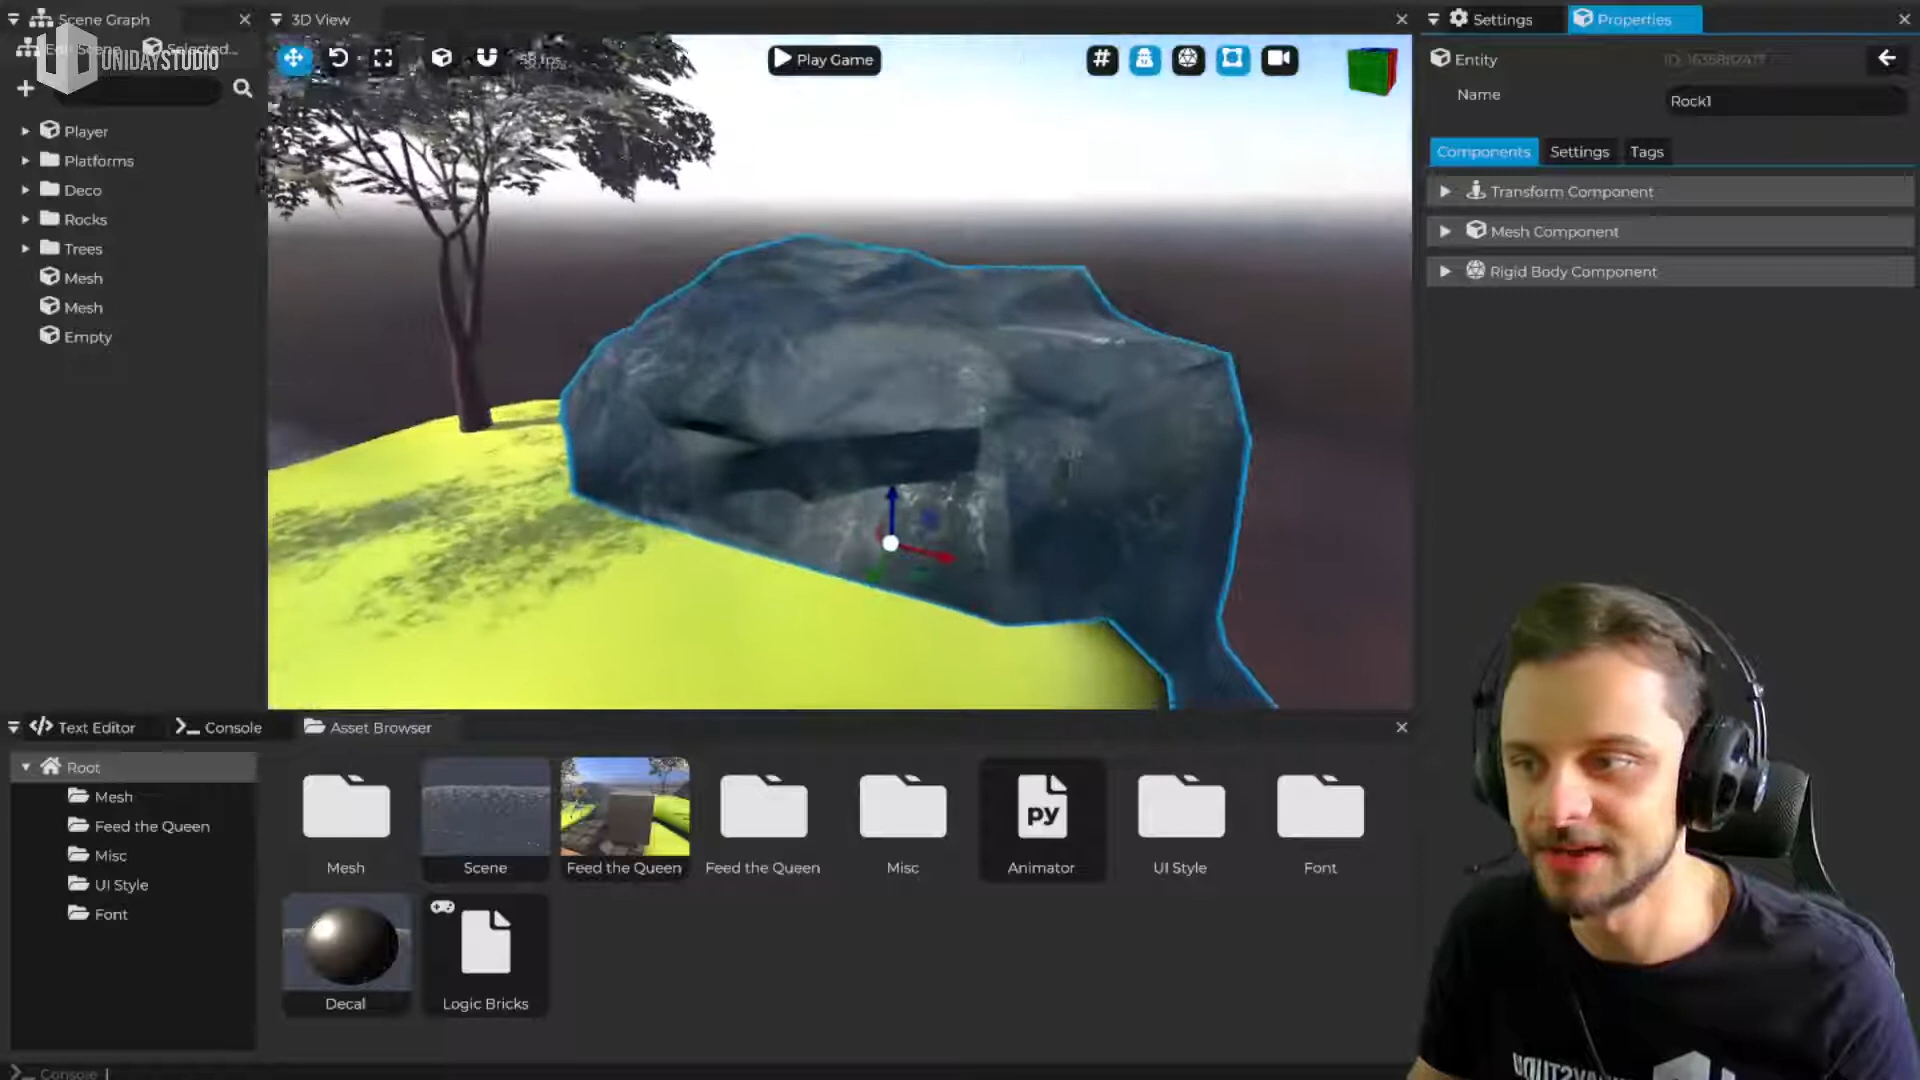 Scene Graph
3D View
Settings
Properties
Edit Scene
Selected...
UNIDAYSTUDIO
Play Game
Entity
Name
Rock1
Player
Platforms
Deco
Rocks
Trees
Mesh
Mesh
Empty
Components
Settings
Tags
Transform Component
Mesh Component
Rigid Body Component
Text Editor
Console
Asset Browser
Root
Mesh
Feed the Queen
Misc
UI Style
Font
Mesh
Scene
Feed the Queen
Feed the Queen
Misc
py
Animator
UI Style
Font
Decal
Logic Bricks
Console